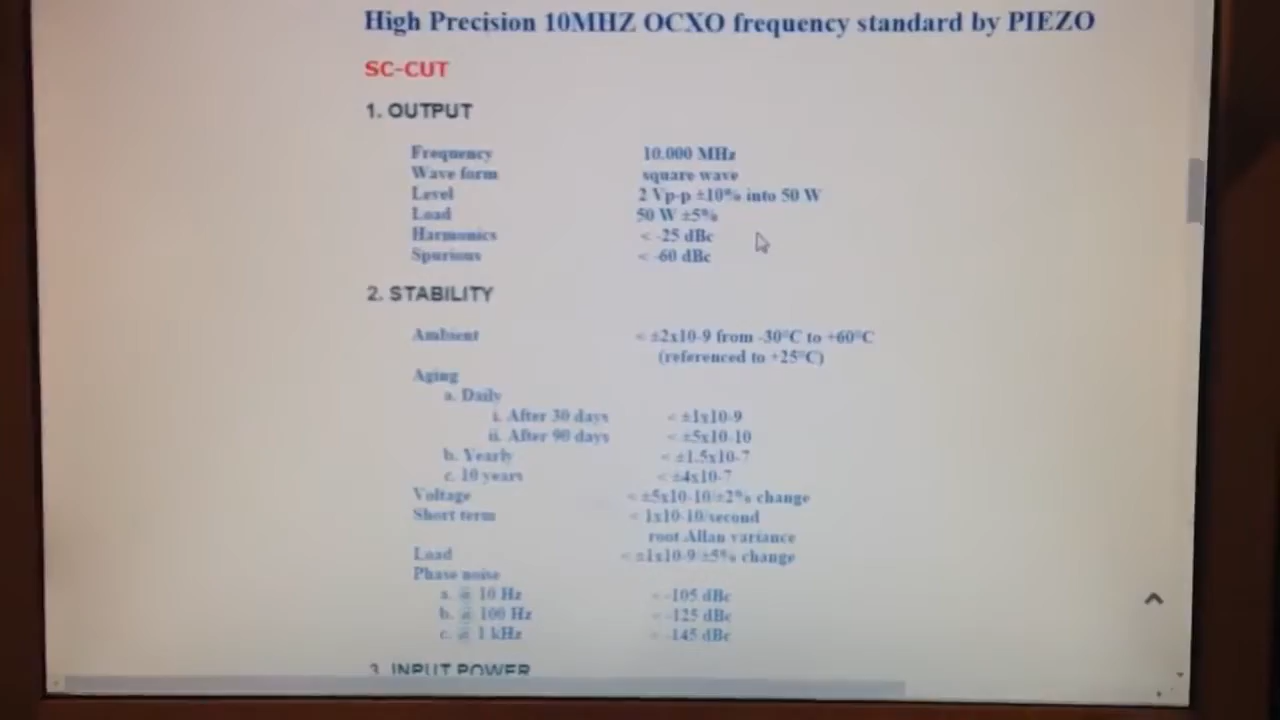 High Precision 10MHZ OCXO frequency standard by PIEZO
SC-CUT
1. OUTPUT
Frequency 10.000 MHz
Wave form square wave
Level 2 Vp-p ±10% into 50 W
Load 50 W ±5%
Harmonics < -25 dBc
Spurious < -60 dBc
2. STABILITY
Ambient < ±2x10-9 from -30°C to +60°C
(referenced to +25°C)
Aging
a. Daily
i. After 30 days < ±1x10-9
ii. After 90 days < ±5x10-10
b. Yearly < ±1.5x10-7
c. 10 years < ±4x10-7
Voltage < ±5x10-10/±2% change
Short term < 1x10-10/second
root Allan variance
Load < ±1x10-9/±5% change
Phase noise
a. @ 10 Hz < -105 dBc
b. @ 100 Hz < -125 dBc
c. @ 1 kHz < -145 dBc
3. INPUT POWER